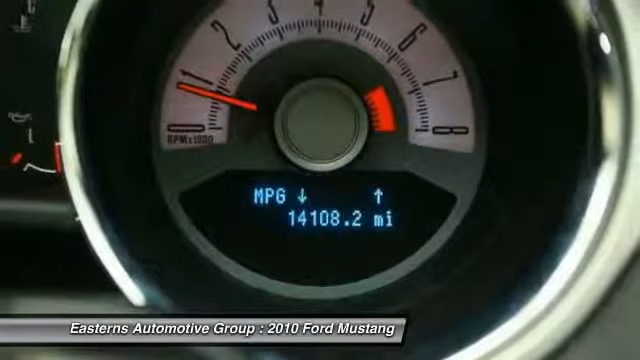 1 2 3 4 5 6 7 8
RPMx1000
MPG ↓ ↑
14108.2 mi
Easterns Automotive Group : 2010 Ford Mustang